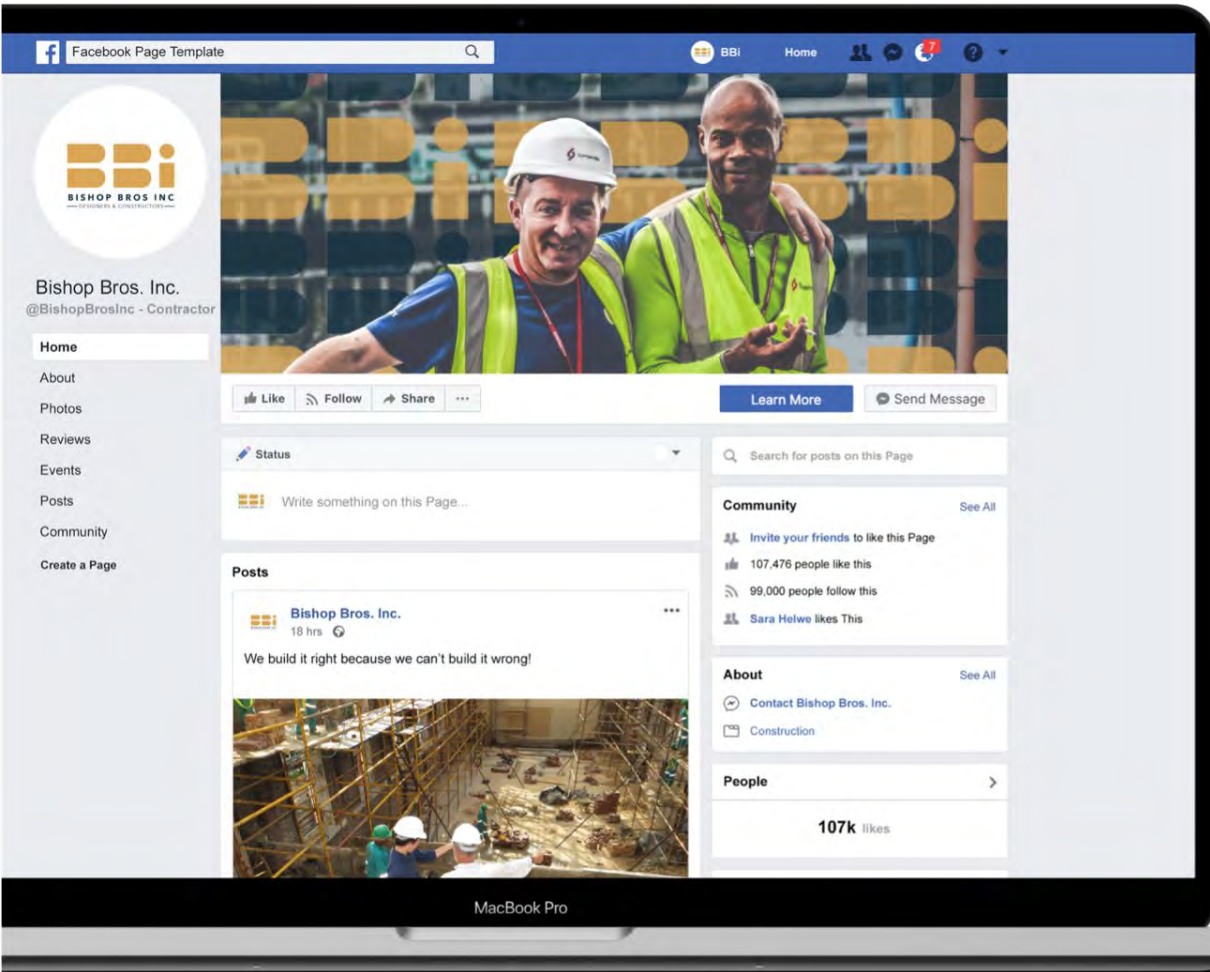 Facebook Page Template
BBi
Home
7
?
BBi
BISHOP BROS INC
DESIGNERS & CONSTRUCTORS
Bishop Bros. Inc.
@BishopBrosInc - Contractor
Home
About
Photos
Reviews
Events
Posts
Community
Create a Page
BBi
Like
Follow
Share
Learn More
Send Message
Status
BBi
Write something on this Page...
Posts
BBi
Bishop Bros. Inc.
18 hrs
We build it right because we can't build it wrong!
Search for posts on this Page
Community
See All
Invite your friends to like this Page
107,476 people like this
99,000 people follow this
Sara Helwe likes This
About
See All
Contact Bishop Bros. Inc.
Construction
People
107k likes
MacBook Pro